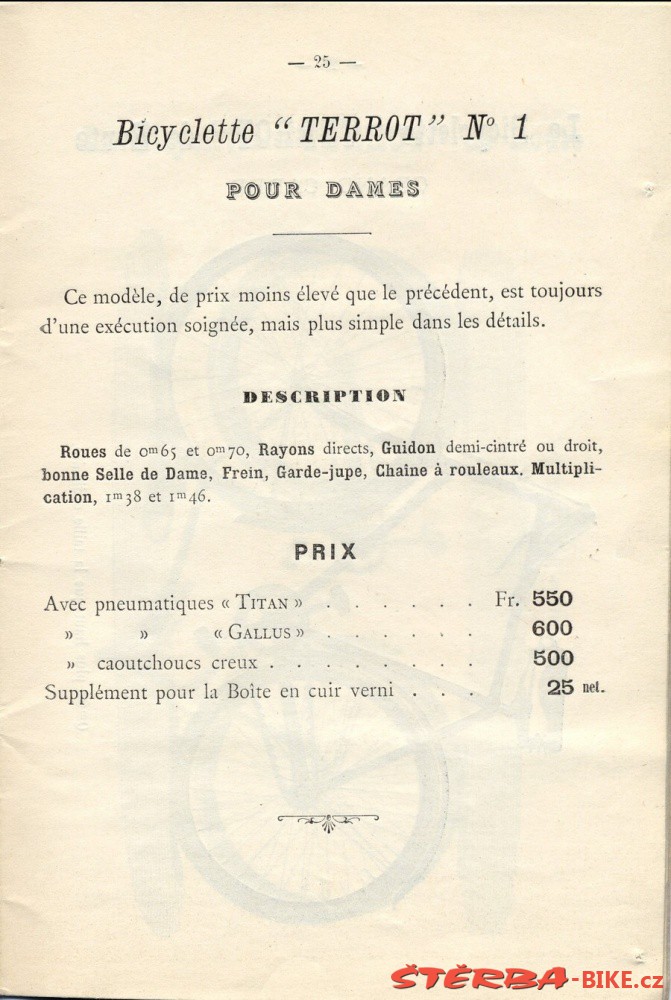 — 25 —
Bicyclette “TERROT” Nº 1
POUR DAMES
Ce modèle, de prix moins élevé que le précédent, est toujours
d'une exécution soignée, mais plus simple dans les détails.
DESCRIPTION
Roues de 0m65 et 0m70, Rayons directs, Guidon demi-cintré ou droit,
bonne Selle de Dame, Frein, Garde-jupe, Chaîne à rouleaux. Multipli-
cation, 1m38 et 1m46.
PRIX
Avec pneumatiques « TITAN » . . . . . . Fr. 550
» » « GALLUS » . . . . . . 600
» caoutchoucs creux . . . . . . . . 500
Supplément pour la Boîte en cuir verni . . . 25 net.
ŠTĚRBA-BIKE.cz